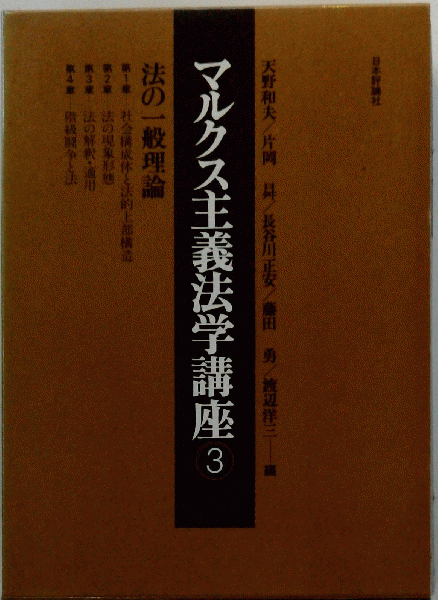 日本評論社
天野和夫／片岡 曻／長谷川正安／藤田 勇／渡辺洋三――編
マルクス主義法学講座 3
法の一般理論
第1章――社会構成体と法的上部構造
第2章――法の現象形態
第3章――法の解釈・適用
第4章――階級闘争と法